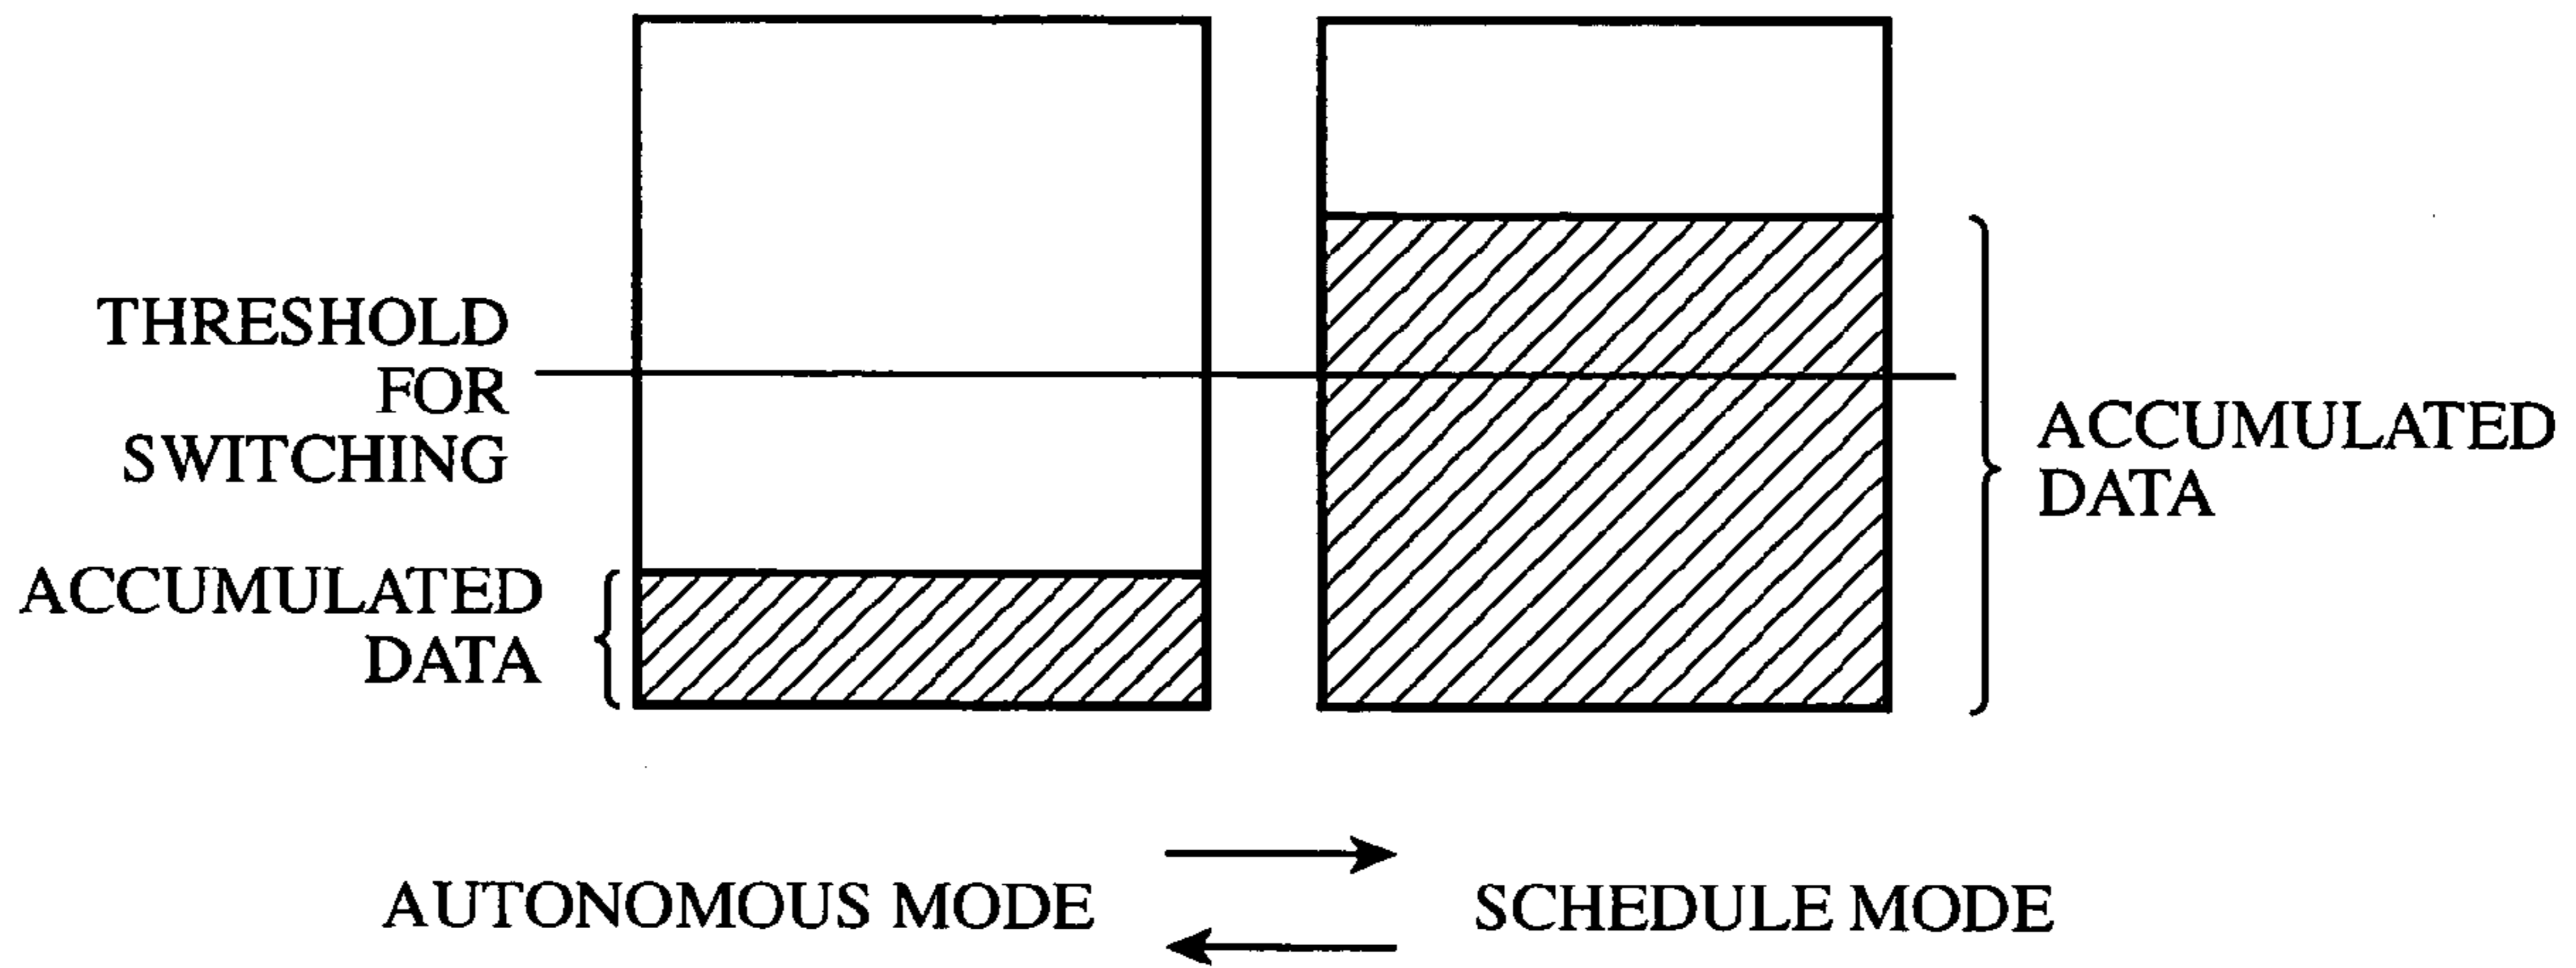 THRESHOLD
FOR
SWITCHING
ACCUMULATED
DATA
ACCUMULATED
DATA
AUTONOMOUS MODE
SCHEDULE MODE